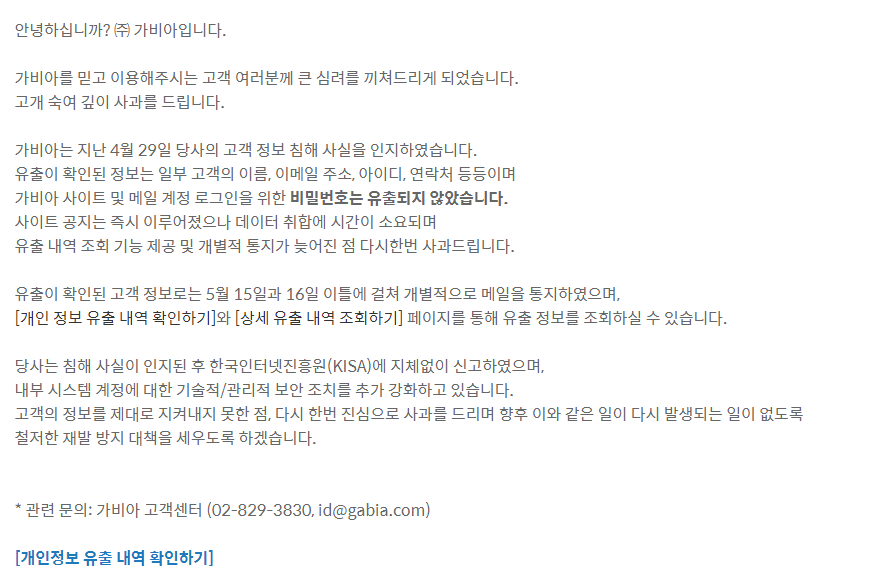 안녕하십니까? ㈜ 가비아입니다.
가비아를 믿고 이용해주시는 고객 여러분께 큰 심려를 끼쳐드리게 되었습니다.
고개 숙여 깊이 사과를 드립니다.
가비아는 지난 4월 29일 당사의 고객 정보 침해 사실을 인지하였습니다.
유출이 확인된 정보는 일부 고객의 이름, 이메일 주소, 아이디, 연락처 등등이며
가비아 사이트 및 메일 계정 로그인을 위한 비밀번호는 유출되지 않았습니다.
사이트 공지는 즉시 이루어졌으나 데이터 취합에 시간이 소요되며
유출 내역 조회 기능 제공 및 개별적 통지가 늦어진 점 다시한번 사과드립니다.
유출이 확인된 고객 정보로는 5월 15일과 16일 이틀에 걸쳐 개별적으로 메일을 통지하였으며,
[개인 정보 유출 내역 확인하기]와 [상세 유출 내역 조회하기] 페이지를 통해 유출 정보를 조회하실 수 있습니다.
당사는 침해 사실이 인지된 후 한국인터넷진흥원(KISA)에 지체없이 신고하였으며,
내부 시스템 계정에 대한 기술적/관리적 보안 조치를 추가 강화하고 있습니다.
고객의 정보를 제대로 지켜내지 못한 점, 다시 한번 진심으로 사과를 드리며 향후 이와 같은 일이 다시 발생되는 일이 없도록
철저한 재발 방지 대책을 세우도록 하겠습니다.
* 관련 문의: 가비아 고객센터 (02-829-3830, id@gabia.com)
[개인정보 유출 내역 확인하기]